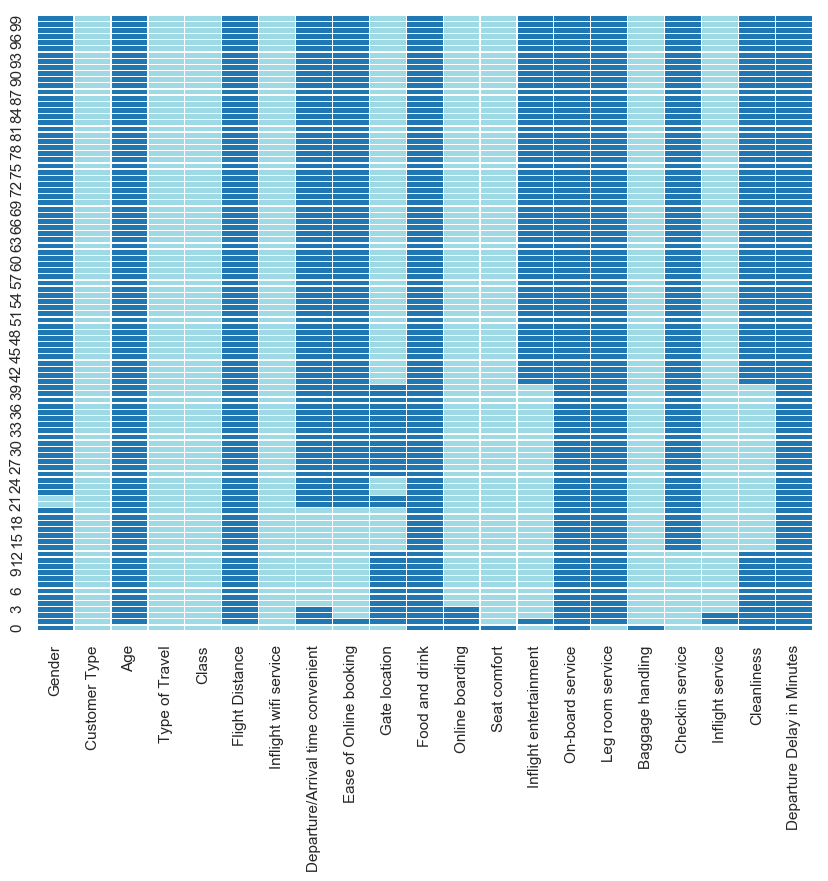 99
96
93
90
87
84
81
78
75
72
69
66
63
60
57
54
51
48
45
42
39
36
33
30
27
24
21
18
15
12
9
6
3
0
Gender
Customer Type
Age
Type of Travel
Class
Flight Distance
Inflight wifi service
Departure/Arrival time convenient
Ease of Online booking
Gate location
Food and drink
Online boarding
Seat comfort
Inflight entertainment
On-board service
Leg room service
Baggage handling
Checkin service
Inflight service
Cleanliness
Departure Delay in Minutes